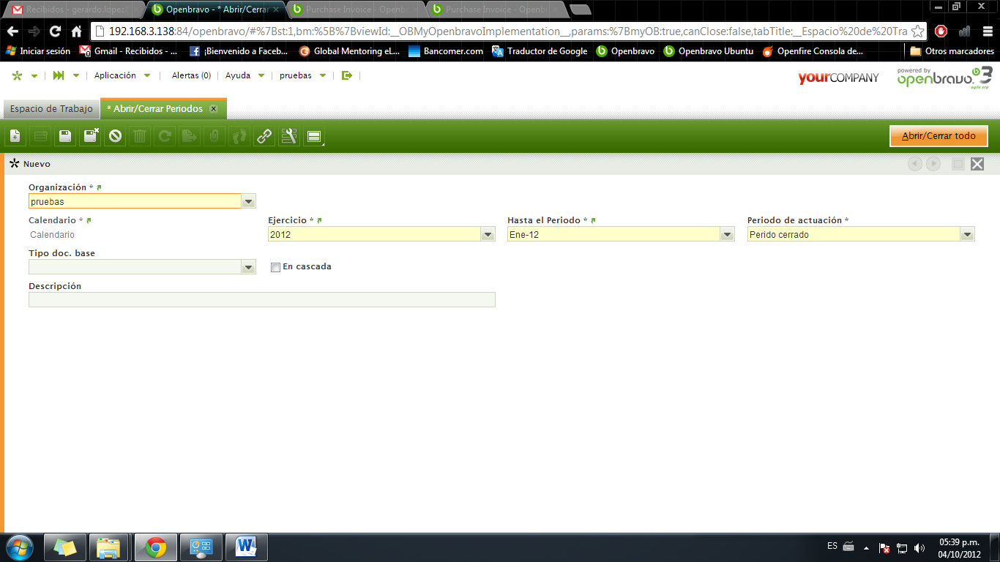 Recibidos - gerardo.lopez
Openbravo - * Abrir/Cerrar
Purchase Invoice - Openb
Purchase Invoice - Openb
192.168.3.138:84/openbravo/#%7Bst:1,bm:%5B%7BviewId:__OBMyOpenbravoImplementation__,params:%7BmyOB:true,canClose:false,tabTitle:__Espacio%20de%20Tra
Iniciar sesión
Gmail - Recibidos - ...
¡Bienvenido a Faceb...
Global Mentoring eL...
Bancomer.com
Traductor de Google
Openbravo
Openbravo Ubuntu
Openfire Consola de...
Otros marcadores
Aplicación
Alertas (0)
Ayuda
pruebas
yourCOMPANY
powered by
openbravo 3
agile erp
Espacio de Trabajo
* Abrir/Cerrar Periodos
Abrir/Cerrar todo
Nuevo
Organización *
pruebas
Calendario *
Ejercicio *
Hasta el Periodo *
Periodo de actuación *
Calendario
2012
Ene-12
Perido cerrado
Tipo doc. base
En cascada
Descripción
ES
05:39 p.m.
04/10/2012